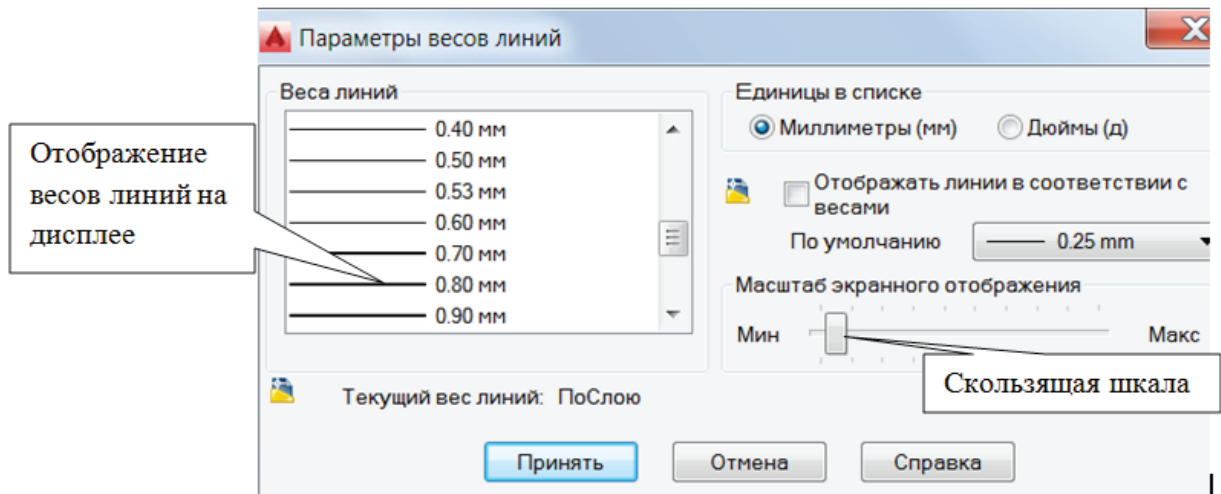 Параметры весов линий
Веса линий
0.40 мм
0.50 мм
0.53 мм
0.60 мм
0.70 мм
0.80 мм
0.90 мм
Единицы в списке
Миллиметры (мм)
Дюймы (д)
Отображать линии в соответствии с
весами
По умолчанию
0.25 mm
Масштаб экранного отображения
Мин
Макс
Текущий вес линий: ПоСлою
Принять
Отмена
Справка
Отображение
весов линий на
дисплее
Скользящая шкала